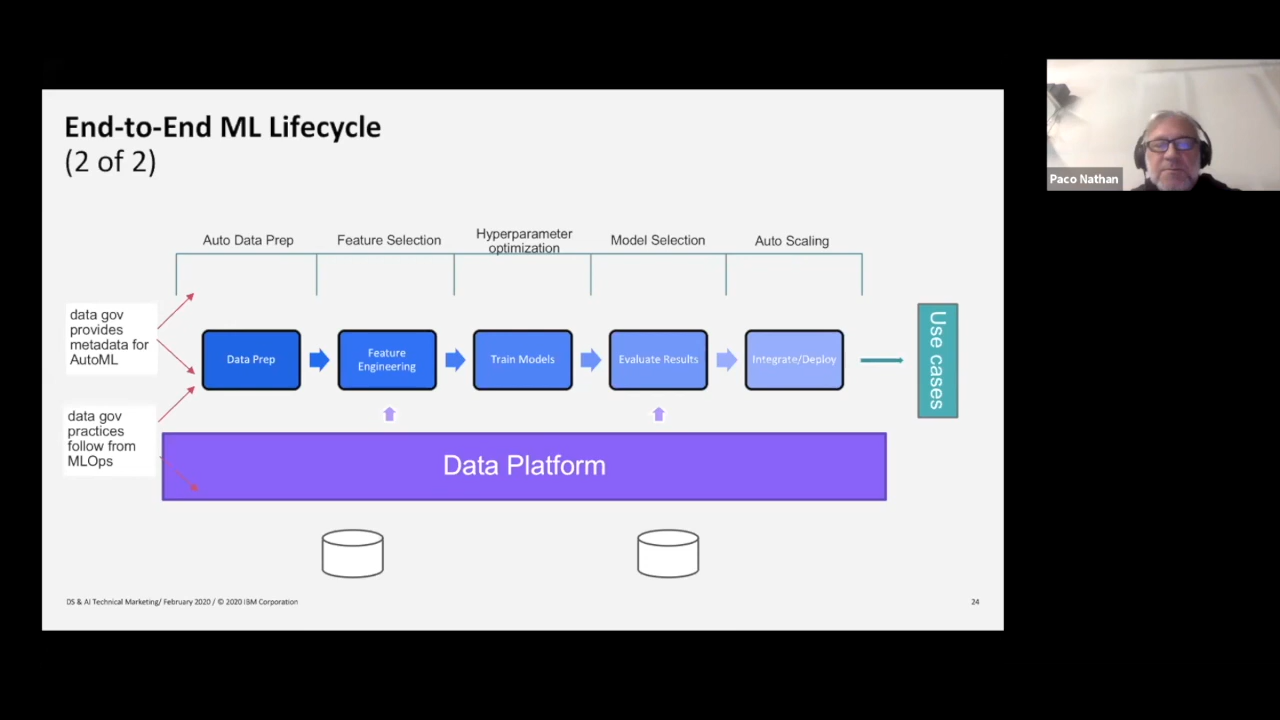 End-to-End ML Lifecycle
(2 of 2)
Paco Nathan
Auto Data Prep
Feature Selection
Hyperparameter
optimization
Model Selection
Auto Scaling
data gov
provides
metadata for
AutoML
Data Prep
Feature
Engineering
Train Models
Evaluate Results
Integrate/Deploy
Use cases
data gov
practices
follow from
MLOps
Data Platform
DS & AI Technical Marketing/ February 2020 / © 2020 IBM Corporation
24